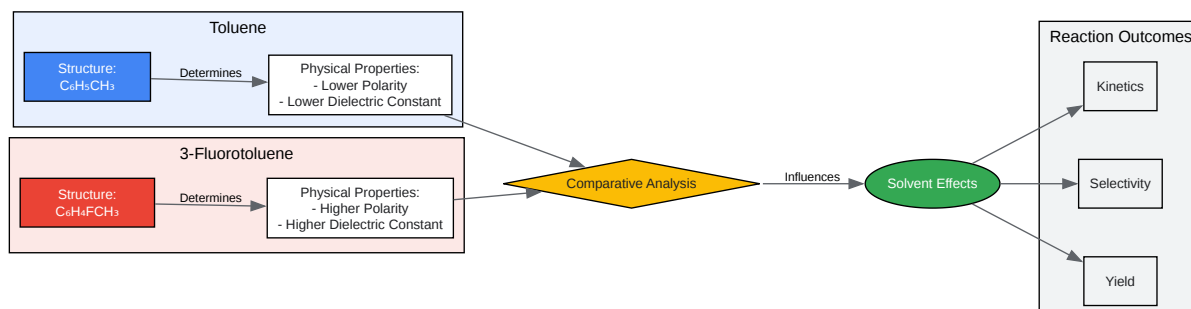 Toluene
Structure:
C₆H₅CH₃
Determines
Physical Properties:
- Lower Polarity
- Lower Dielectric Constant
3-Fluorotoluene
Structure:
C₆H₄FCH₃
Determines
Physical Properties:
- Higher Polarity
- Higher Dielectric Constant
Comparative Analysis
Influences
Solvent Effects
Reaction Outcomes
Kinetics
Selectivity
Yield